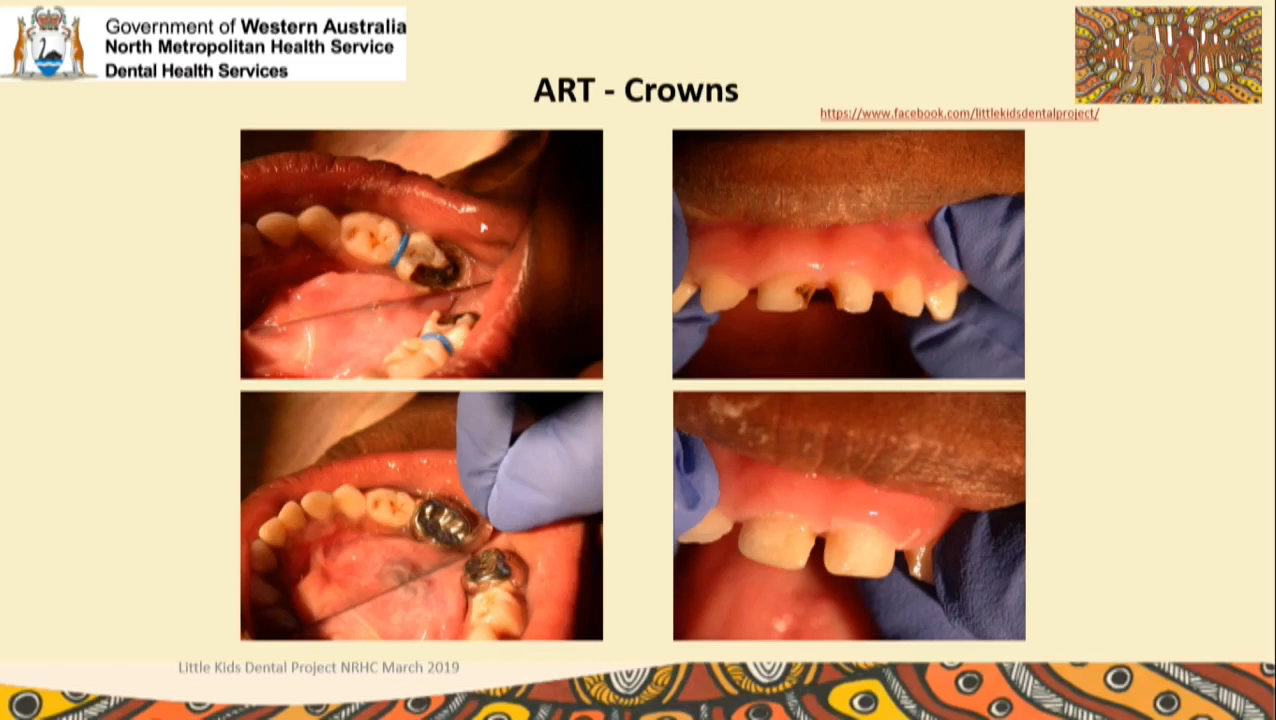 Government of Western Australia
North Metropolitan Health Service
Dental Health Services
ART - Crowns
https://www.facebook.com/littlekidsdentalproject/
Little Kids Dental Project NRHC March 2019